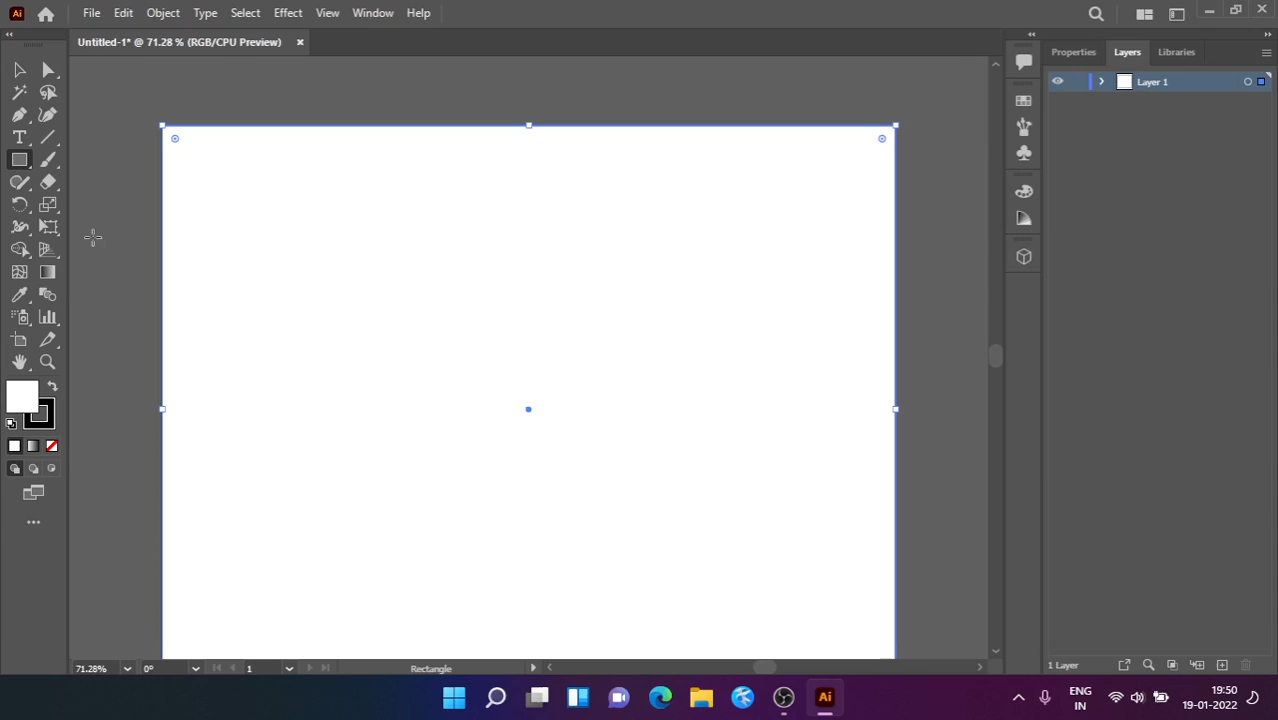 Ai File Edit Object Type Select Effect View Window Help
Untitled-1* @ 71.28 % (RGB/CPU Preview) ×
Properties Layers Libraries
Layer 1
T
71.28% 0° 1 Rectangle
1 Layer
Ai
ENG
IN
19:50
19-01-2022